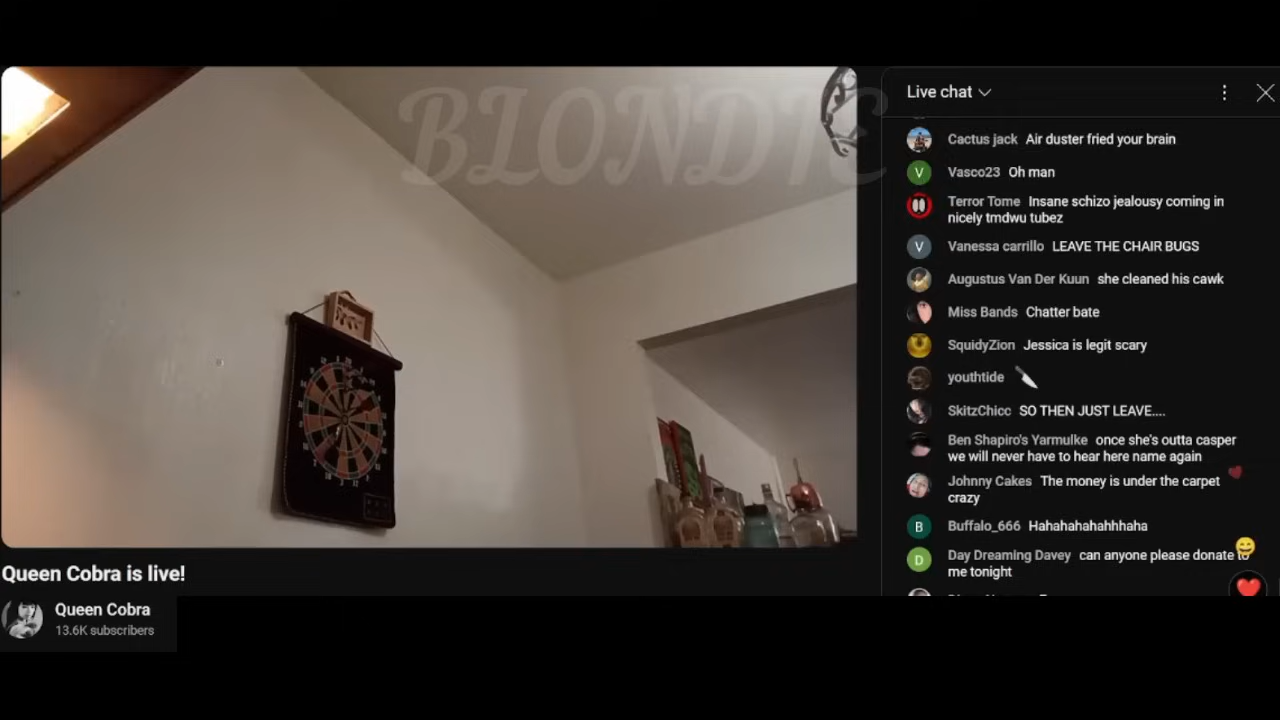 BLONDIE
Live chat
Cactus jack Air duster fried your brain
V Vasco23 Oh man
Terror Tome Insane schizo jealousy coming in
nicely tmdwu tubez
V Vanessa carrillo LEAVE THE CHAIR BUGS
Augustus Van Der Kuun she cleaned his cawk
Miss Bands Chatter bate
SquidyZion Jessica is legit scary
youthtide
SkitzChicc SO THEN JUST LEAVE....
Ben Shapiro's Yarmulke once she's outta casper
we will never have to hear here name again
Johnny Cakes The money is under the carpet
crazy
B Buffalo_666 Hahahahahahhhaha
D Day Dreaming Davey can anyone please donate to
me tonight
Queen Cobra is live!
Queen Cobra
13.6K subscribers